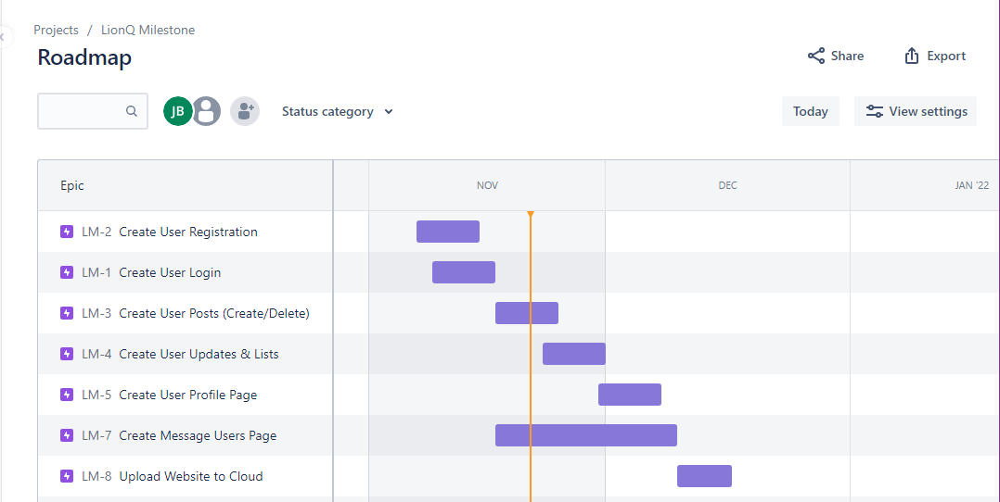 Projects / LionQ Milestone
Roadmap
Share
Export
JB
Status category
Today
View settings
Epic
NOV
DEC
JAN '22
LM-2 Create User Registration
LM-1 Create User Login
LM-3 Create User Posts (Create/Delete)
LM-4 Create User Updates & Lists
LM-5 Create User Profile Page
LM-7 Create Message Users Page
LM-8 Upload Website to Cloud